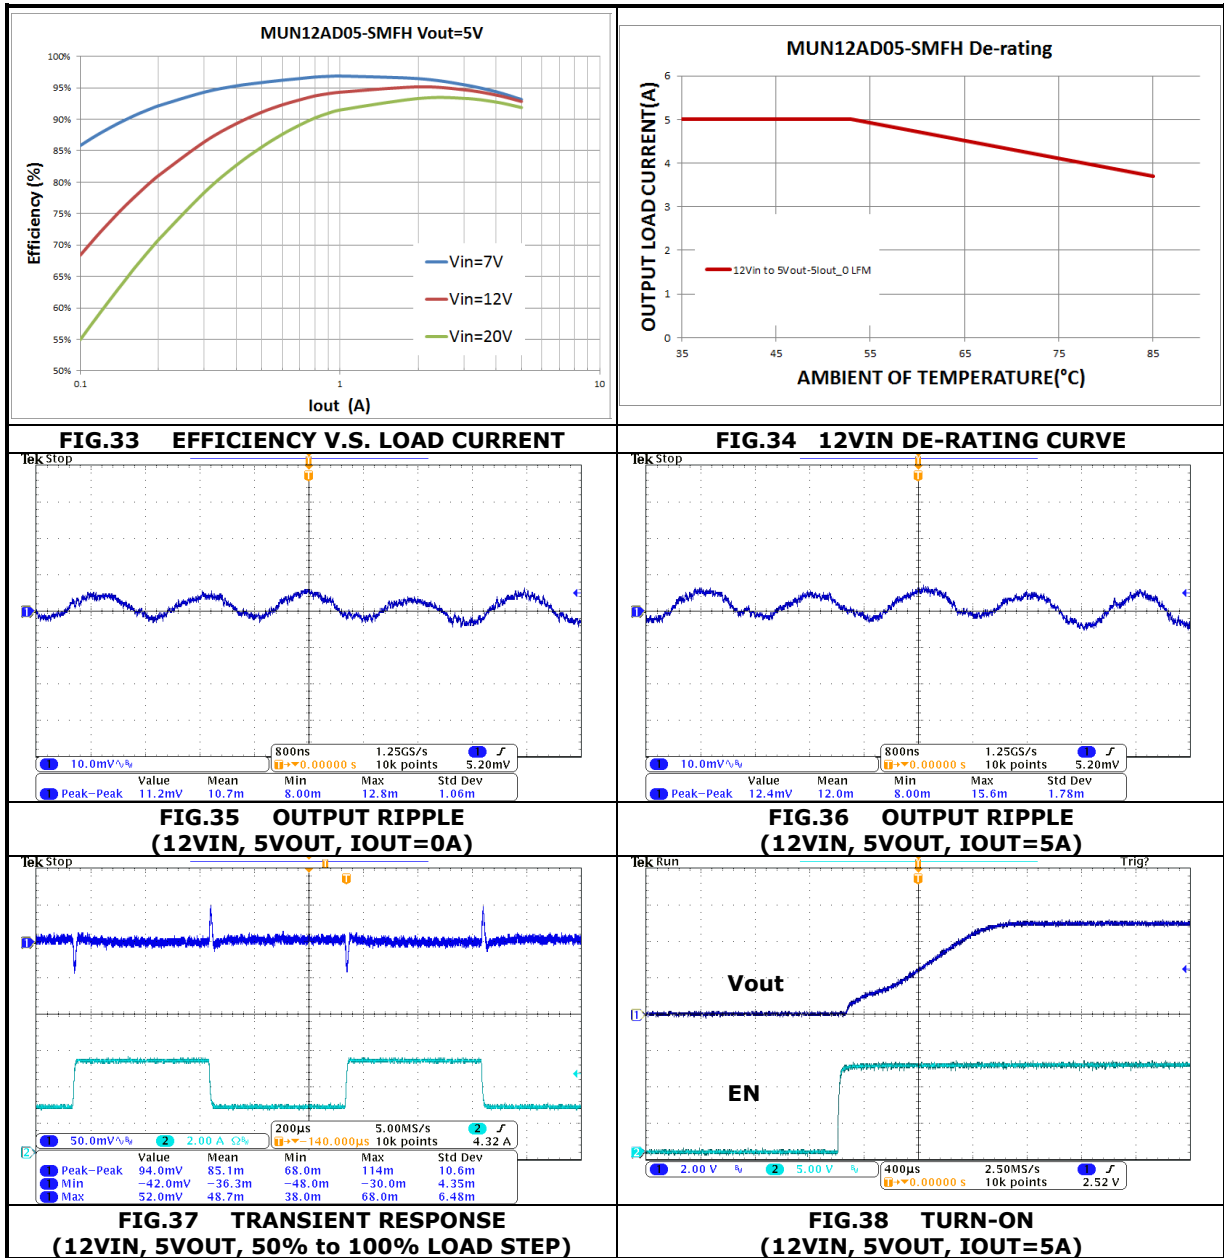 MUN12AD05-SMFH Vout=5V
100%
95%
90%
85%
80%
75%
70%
65%
60%
55%
50%
Efficiency (%)
Vin=7V
Vin=12V
Vin=20V
0.1
1
10
Iout (A)
MUN12AD05-SMFH De-rating
6
5
4
3
2
1
0
OUTPUT LOAD CURRENT(A)
12Vin to 5Vout-5Iout_0 LFM
35
45
55
65
75
85
AMBIENT OF TEMPERATURE(°C)
FIG.33 EFFICIENCY V.S. LOAD CURRENT
FIG.34 12VIN DE-RATING CURVE
Tek Stop
T
1
1 10.0mV
800ns 1.25GS/s 1
T 0.00000 s 10k points 5.20mV
Value Mean Min Max Std Dev
1 Peak-Peak 11.2mV 10.7m 8.00m 12.8m 1.06m
Tek Stop
T
1
1 10.0mV
800ns 1.25GS/s 1
T 0.00000 s 10k points 5.20mV
Value Mean Min Max Std Dev
1 Peak-Peak 12.4mV 12.0m 8.00m 15.6m 1.78m
FIG.35 OUTPUT RIPPLE
(12VIN, 5VOUT, IOUT=0A)
FIG.36 OUTPUT RIPPLE
(12VIN, 5VOUT, IOUT=5A)
Tek Stop
T
1
2
1 50.0mV 2 2.00 A Ω
200µs 5.00MS/s 2
T -140.000µs 10k points 4.32 A
Value Mean Min Max Std Dev
1 Peak-Peak 94.0mV 85.1m 68.0m 114m 10.6m
1 Min -42.0mV -36.3m -48.0m -30.0m 4.35m
1 Max 52.0mV 48.7m 38.0m 68.0m 6.48m
Tek Run
Trig?
T
Vout
1
EN
2
1 2.00 V 2 5.00 V
400µs 2.50MS/s 1
T 0.00000 s 10k points 2.52 V
FIG.37 TRANSIENT RESPONSE
(12VIN, 5VOUT, 50% to 100% LOAD STEP)
FIG.38 TURN-ON
(12VIN, 5VOUT, IOUT=5A)